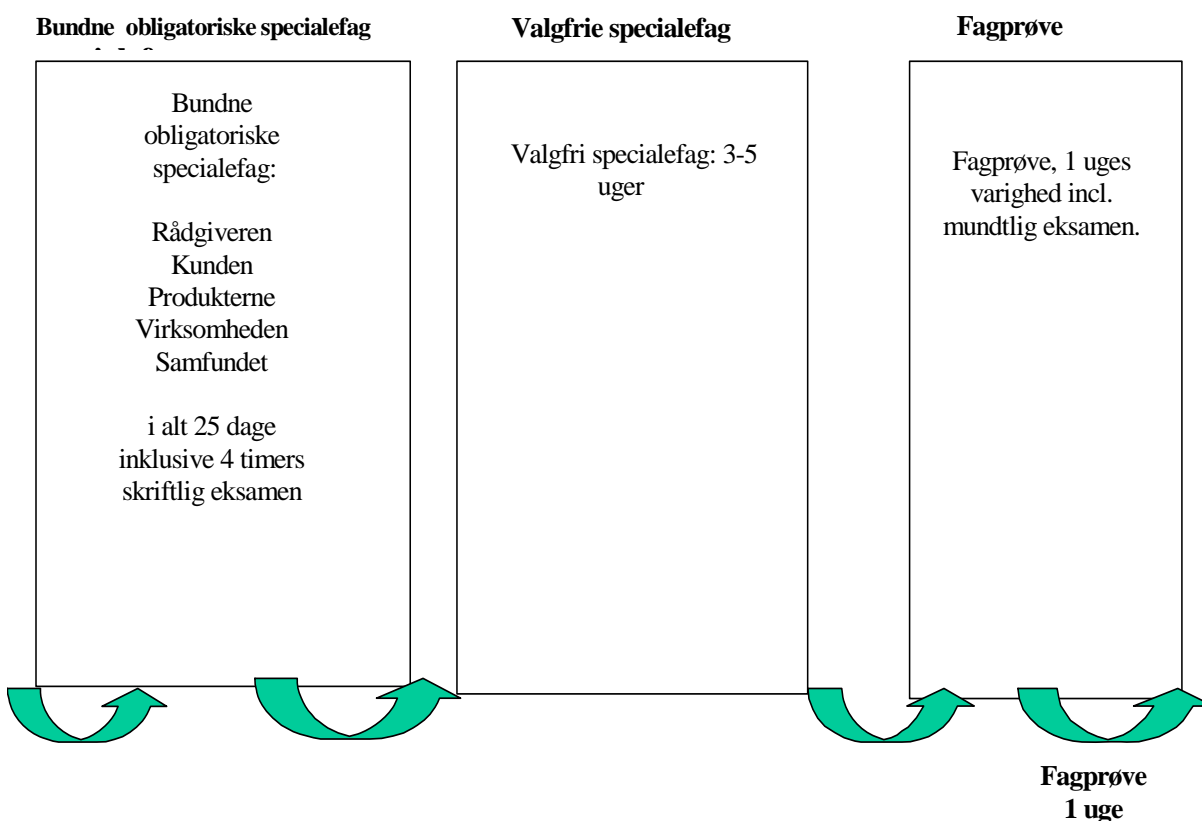 Bundne obligatoriske specialefag
Valgfrie specialefag
Fagprøve
Bundne
obligatoriske
specialefag:
Rådgiveren
Kunden
Produkterne
Virksomheden
Samfundet
i alt 25 dage
inklusive 4 timers
skriftlig eksamen
Valgfri specialefag: 3-5
uger
Fagprøve, 1 uges
varighed incl.
mundtlig eksamen.
Fagprøve
1 uge